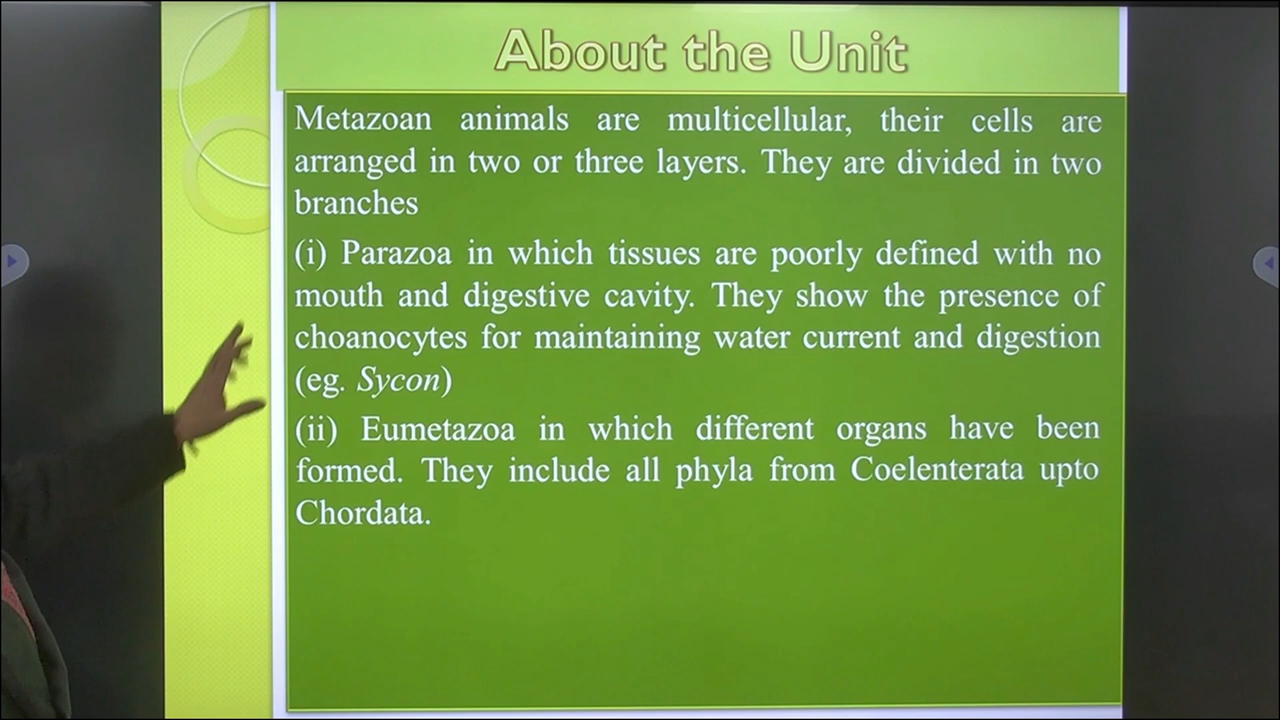 About the Unit
Metazoan animals are multicellular, their cells are
arranged in two or three layers. They are divided in two
branches
(i) Parazoa in which tissues are poorly defined with no
mouth and digestive cavity. They show the presence of
choanocytes for maintaining water current and digestion
(eg. Sycon)
(ii) Eumetazoa in which different organs have been
formed. They include all phyla from Coelenterata upto
Chordata.